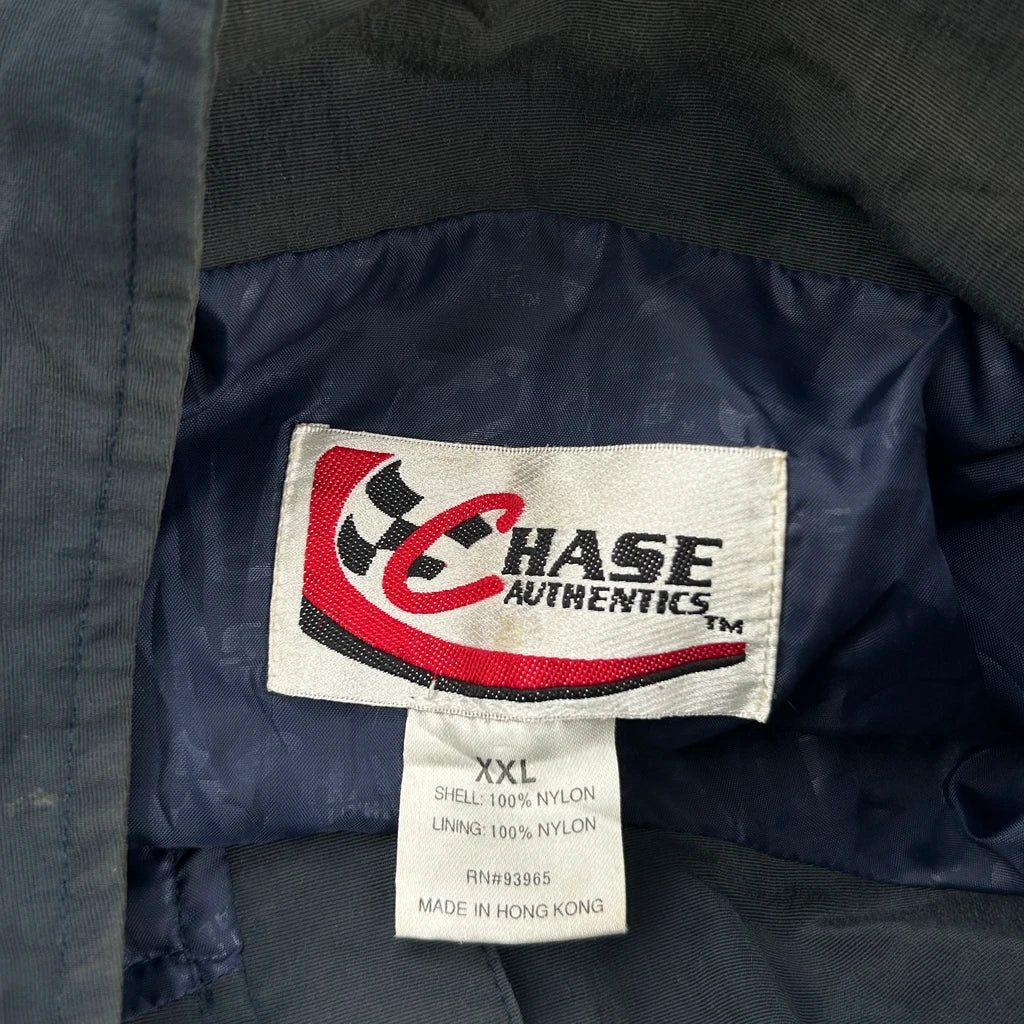 CHASE
AUTHENTICS
TM
XXL
SHELL: 100% NYLON
LINING: 100% NYLON
RN#93965
MADE IN HONG KONG